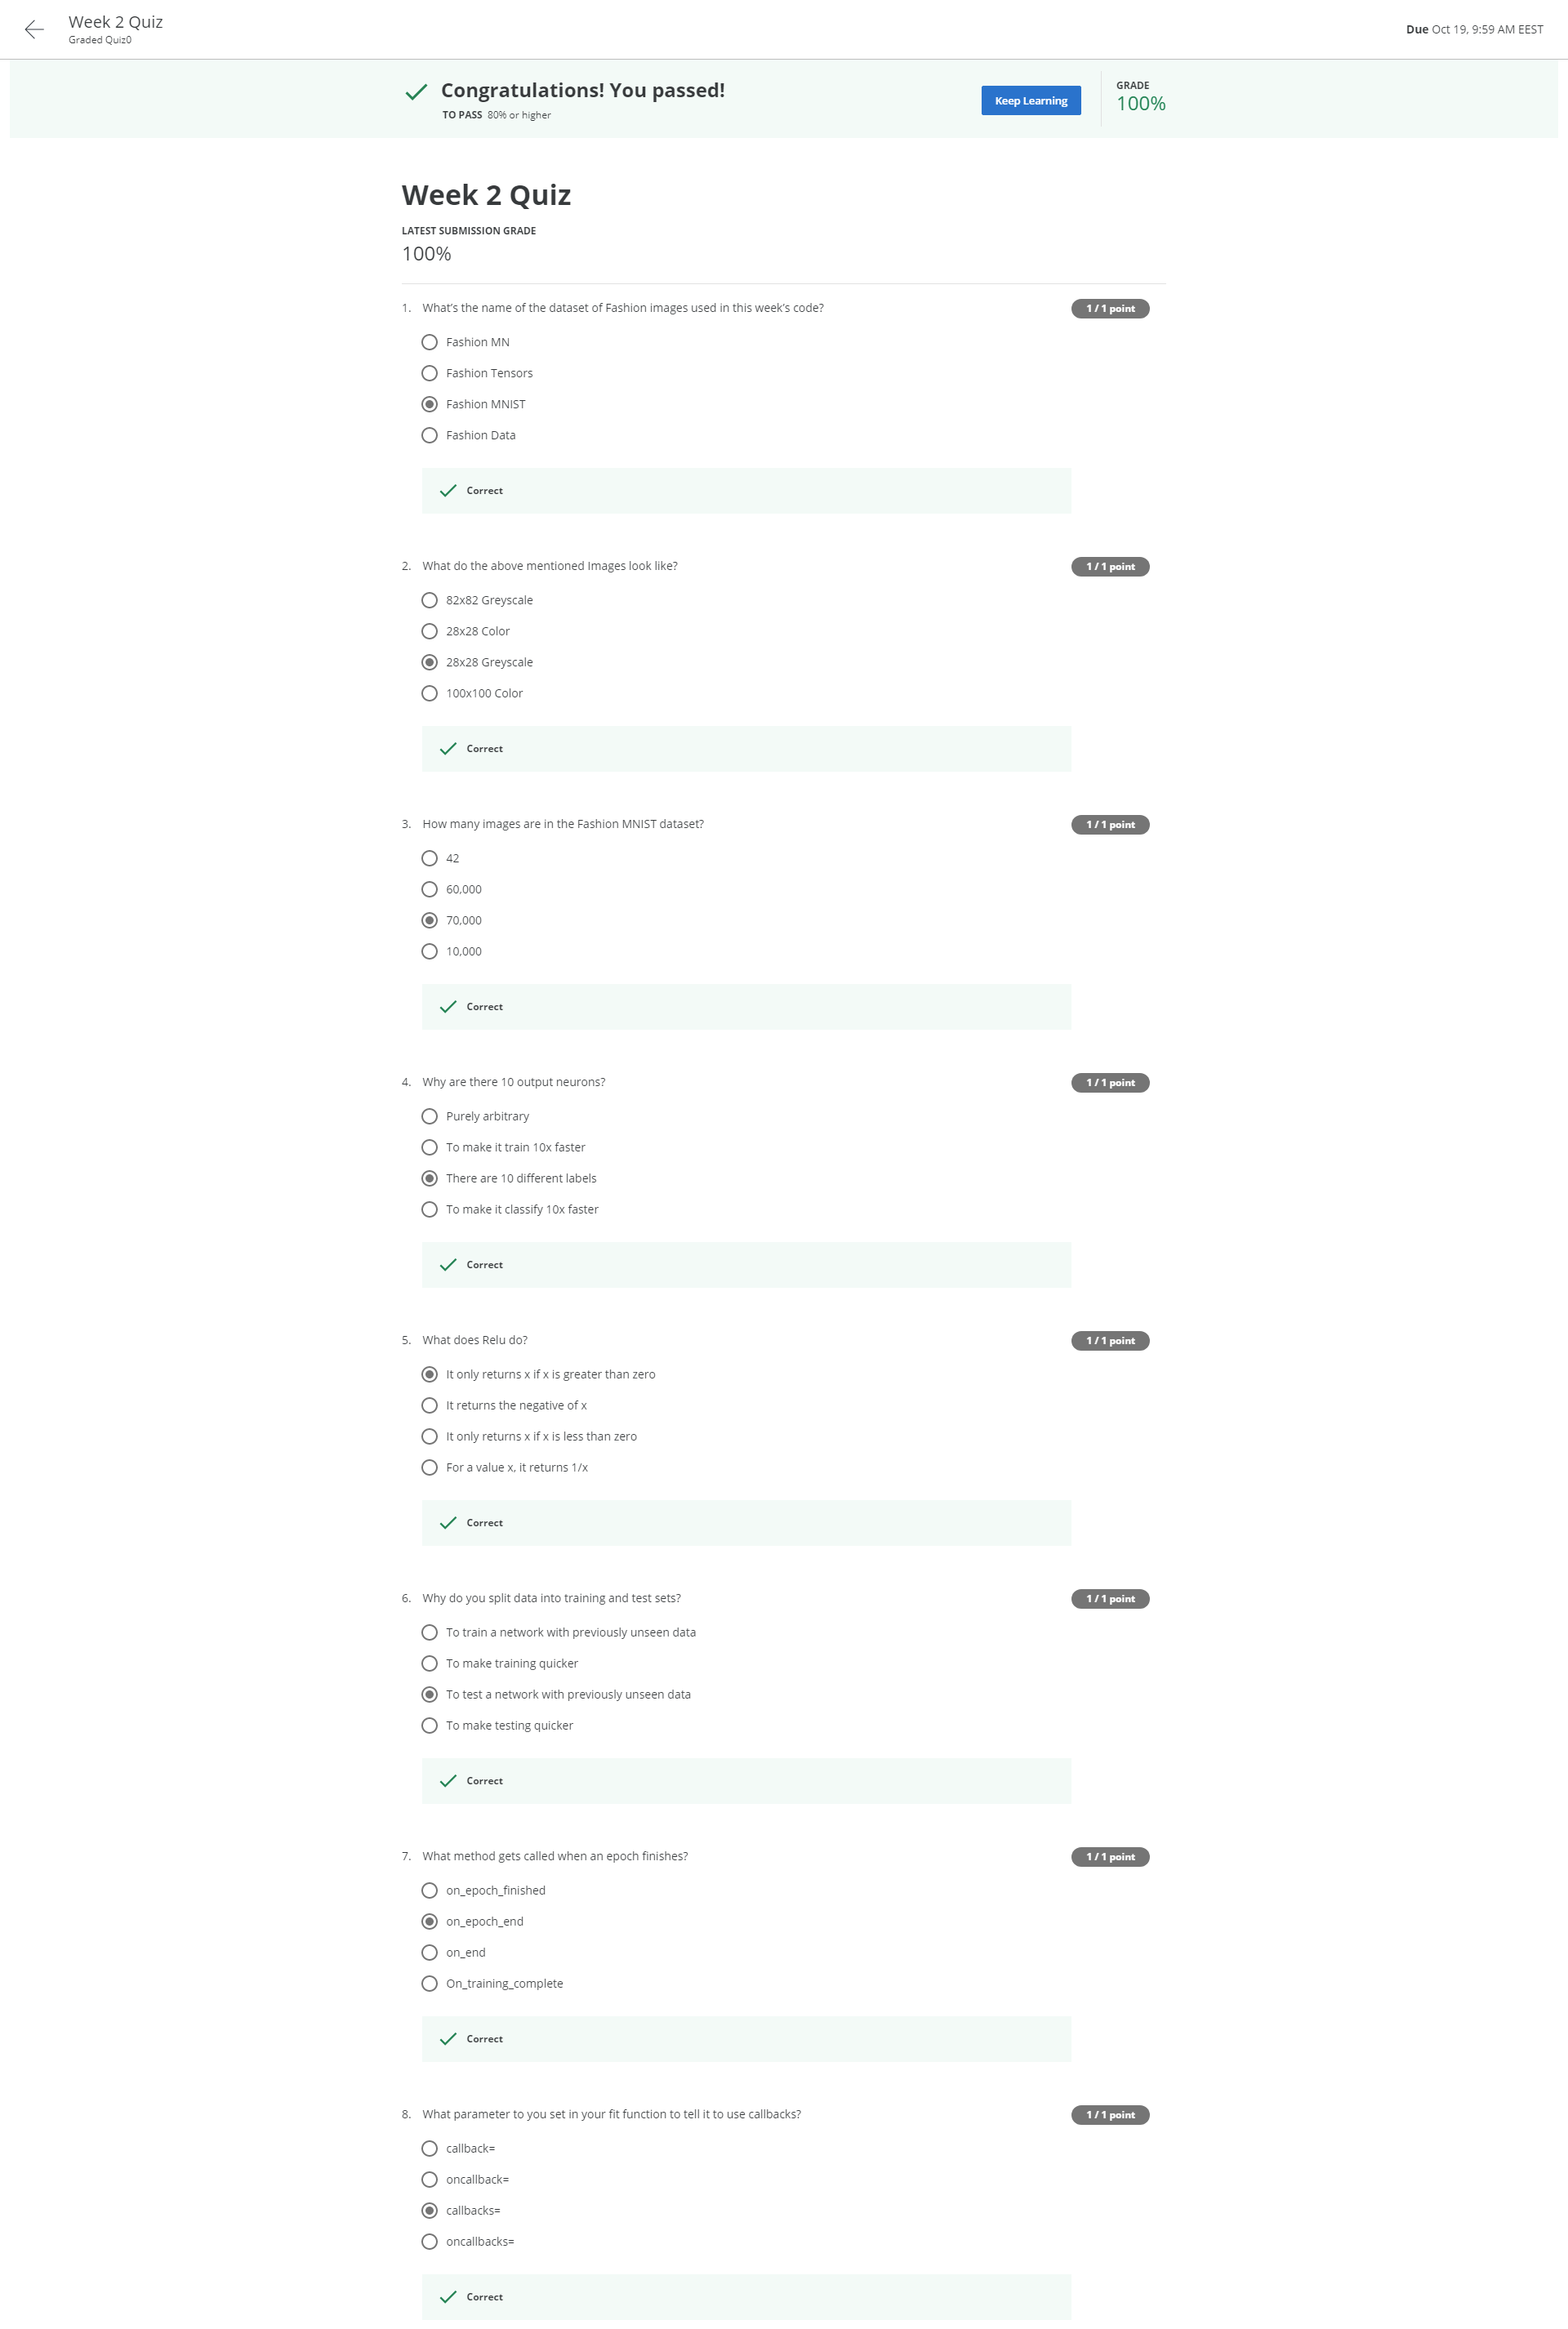 Week 2 Quiz
Graded Quiz0
Due Oct 19, 9:59 AM EEST
Congratulations! You passed!
TO PASS 80% or higher
Keep Learning
GRADE
100%
Week 2 Quiz
LATEST SUBMISSION GRADE
100%
1. What's the name of the dataset of Fashion images used in this week's code?
1 / 1 point
Fashion MN
Fashion Tensors
Fashion MNIST
Fashion Data
Correct
2. What do the above mentioned Images look like?
1 / 1 point
82x82 Greyscale
28x28 Color
28x28 Greyscale
100x100 Color
Correct
3. How many images are in the Fashion MNIST dataset?
1 / 1 point
42
60,000
70,000
10,000
Correct
4. Why are there 10 output neurons?
1 / 1 point
Purely arbitrary
To make it train 10x faster
There are 10 different labels
To make it classify 10x faster
Correct
5. What does Relu do?
1 / 1 point
It only returns x if x is greater than zero
It returns the negative of x
It only returns x if x is less than zero
For a value x, it returns 1/x
Correct
6. Why do you split data into training and test sets?
1 / 1 point
To train a network with previously unseen data
To make training quicker
To test a network with previously unseen data
To make testing quicker
Correct
7. What method gets called when an epoch finishes?
1 / 1 point
on_epoch_finished
on_epoch_end
on_end
On_training_complete
Correct
8. What parameter to you set in your fit function to tell it to use callbacks?
1 / 1 point
callback=
oncallback=
callbacks=
oncallbacks=
Correct